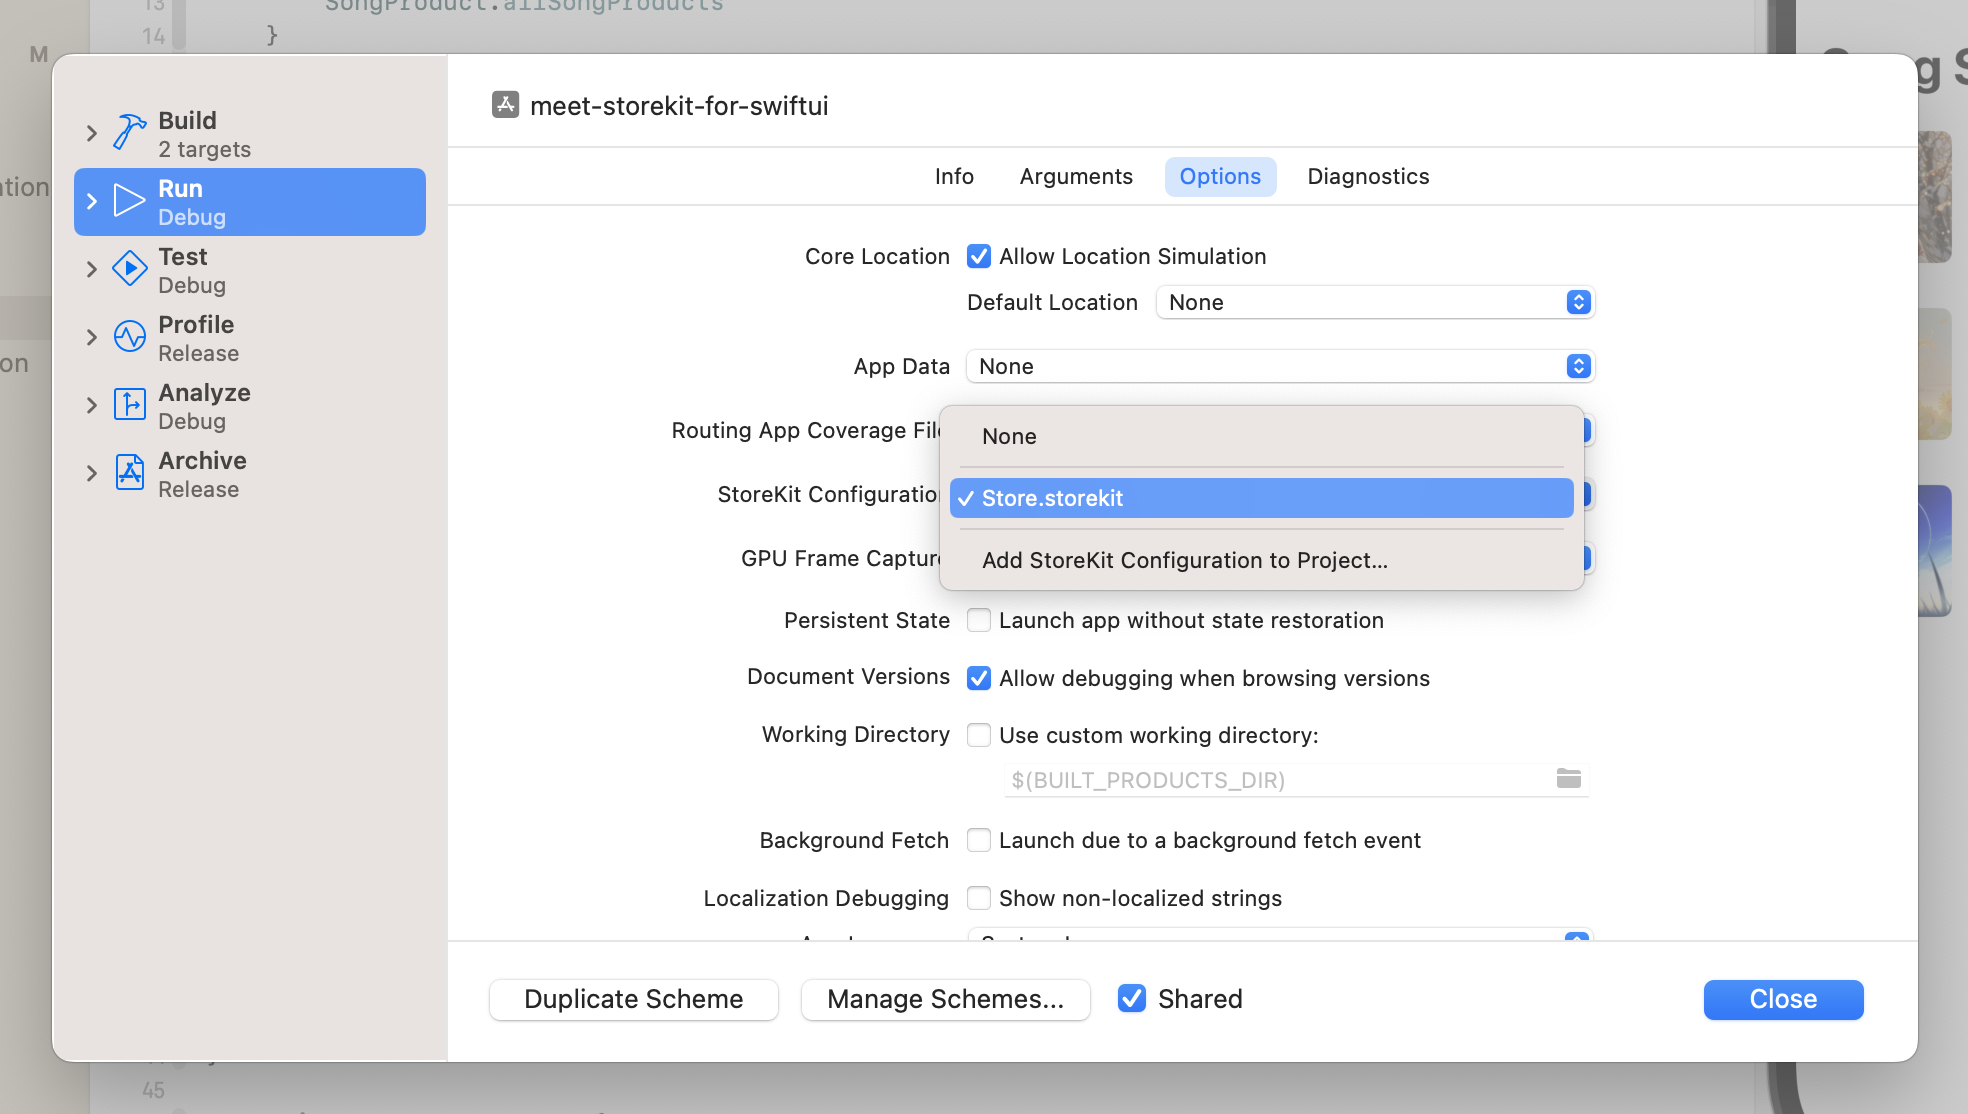 13
SongProduct.allSongProducts
14
}
M
g S
ation
on
meet-storekit-for-swiftui
Build
2 targets
Run
Debug
Test
Debug
Profile
Release
Analyze
Debug
Archive
Release
Info
Arguments
Options
Diagnostics
Core Location
Allow Location Simulation
Default Location
None
App Data
None
Routing App Coverage File
StoreKit Configuration
GPU Frame Capture
None
Store.storekit
Add StoreKit Configuration to Project...
Persistent State
Launch app without state restoration
Document Versions
Allow debugging when browsing versions
Working Directory
Use custom working directory:
$(BUILT_PRODUCTS_DIR)
Background Fetch
Launch due to a background fetch event
Localization Debugging
Show non-localized strings
Duplicate Scheme
Manage Schemes...
Shared
Close
45